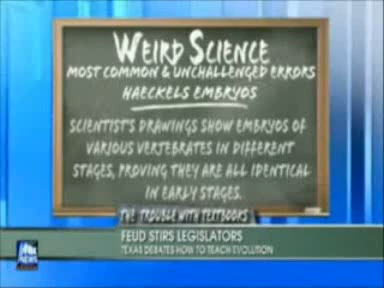 WEIRD SCIENCE
MOST COMMON & UNCHALLENGED ERRORS
HAECKELS EMBRYOS
SCIENTIST'S DRAWINGS SHOW EMBRYOS OF
VARIOUS VERTEBRATES IN DIFFERENT
STAGES, PROVING THEY ARE ALL IDENTICAL
IN EARLY STAGES.
THE TROUBLE WITH TEXTBOOKS
FEUD STIRS LEGISLATORS
TEXAS DEBATES HOW TO TEACH EVOLUTION
FOX
NEWS